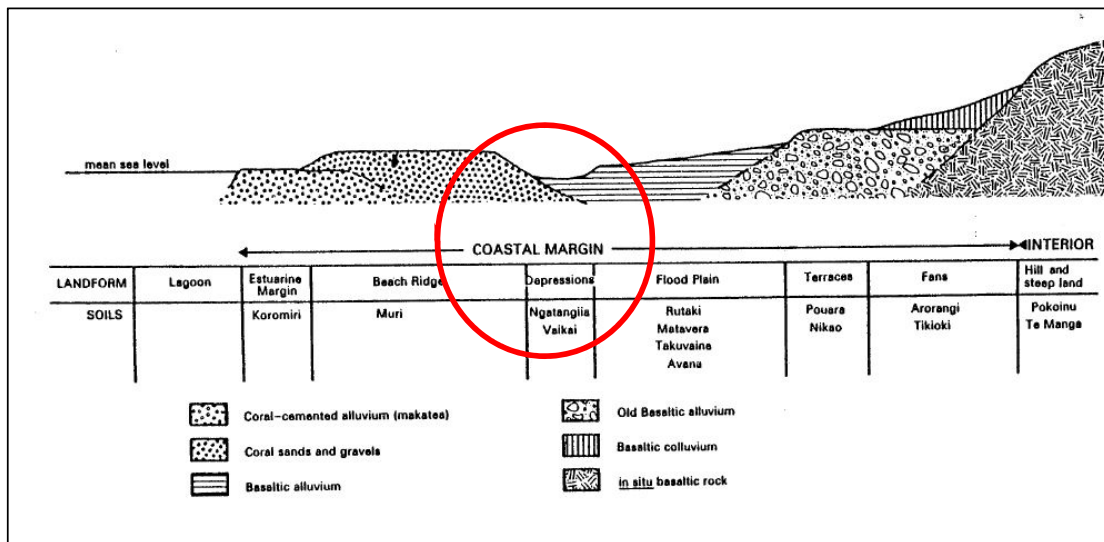 mean sea level
COASTAL MARGIN INTERIOR
LANDFORM Lagoon Estuarine Margin Beach Ridge Depressions Flood Plain Terraces Fans Hill and steep land
SOILS Koromiri Muri Ngatangiia Rutaki Pouara Arorangi Pokoinu
Vaikai Matavera Nikao Tikioki Te Manga
Takuvaine
Avana
Coral-cemented alluvium (makatea) Old Basaltic alluvium
Coral sands and gravels Basaltic colluvium
Basaltic alluvium in situ basaltic rock